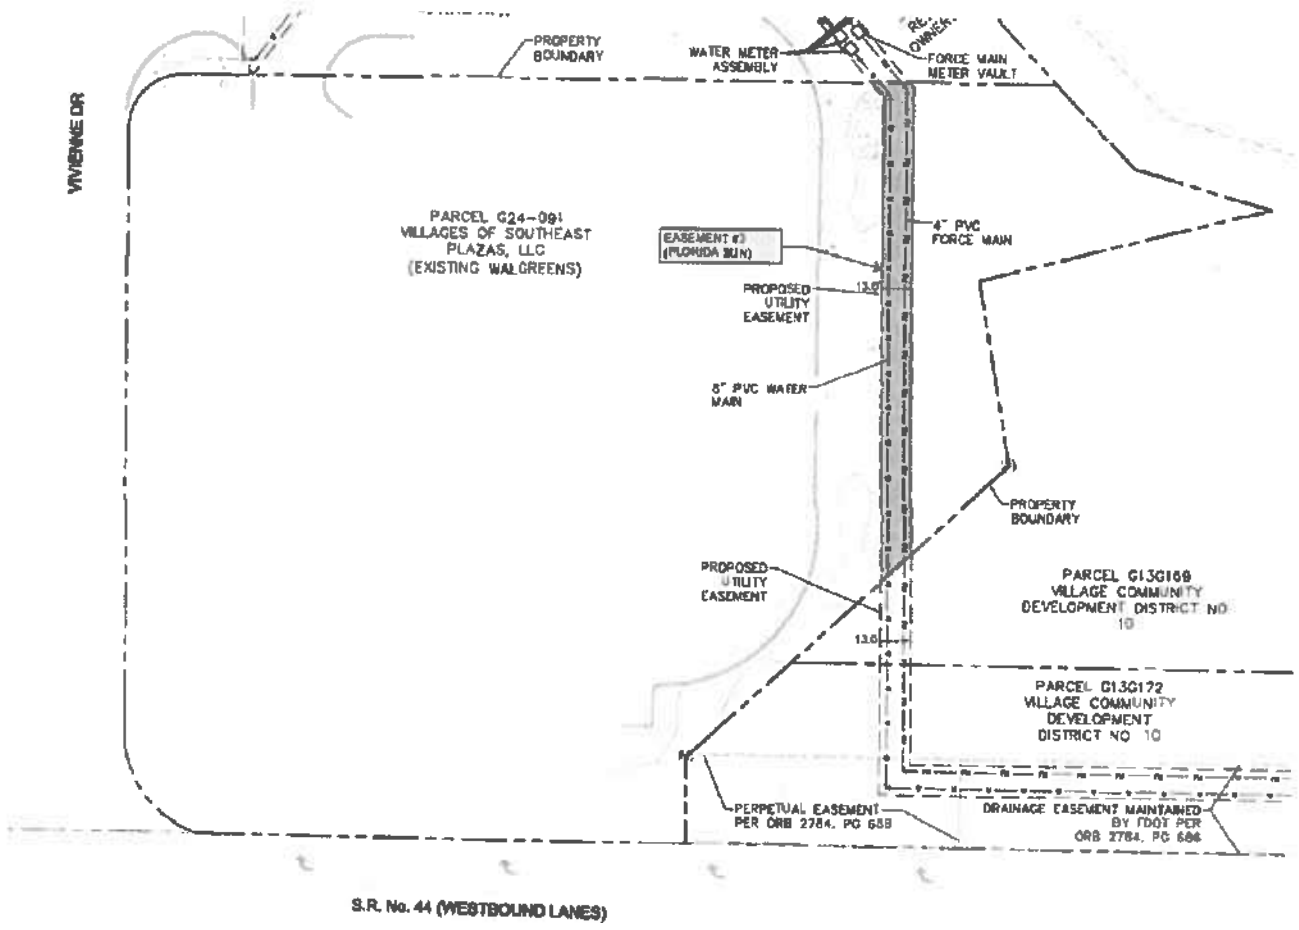 PROPERTY
BOUNDARY
WATER METER
ASSEMBLY
OWNER
FORCE MAIN
METER VAULT
VIVIENNE DR
PARCEL G24-091
VILLAGES OF SOUTHEAST
PLAZAS, LLC
(EXISTING WALGREENS)
EASEMENT #3
(FLORIDA SUN)
4" PVC
FORCE MAIN
PROPOSED
UTILITY
EASEMENT
13.0
8" PVC WATER
MAIN
PROPERTY
BOUNDARY
PROPOSED
UTILITY
EASEMENT
13.0
PARCEL G13G169
VILLAGE COMMUNITY
DEVELOPMENT DISTRICT NO
10
PARCEL G13G172
VILLAGE COMMUNITY
DEVELOPMENT
DISTRICT NO 10
PERPETUAL EASEMENT
PER ORB 2784, PG 688
DRAINAGE EASEMENT MAINTAINED
BY FDOT PER
ORB 2784, PG 686
S.R. No. 44 (WESTBOUND LANES)